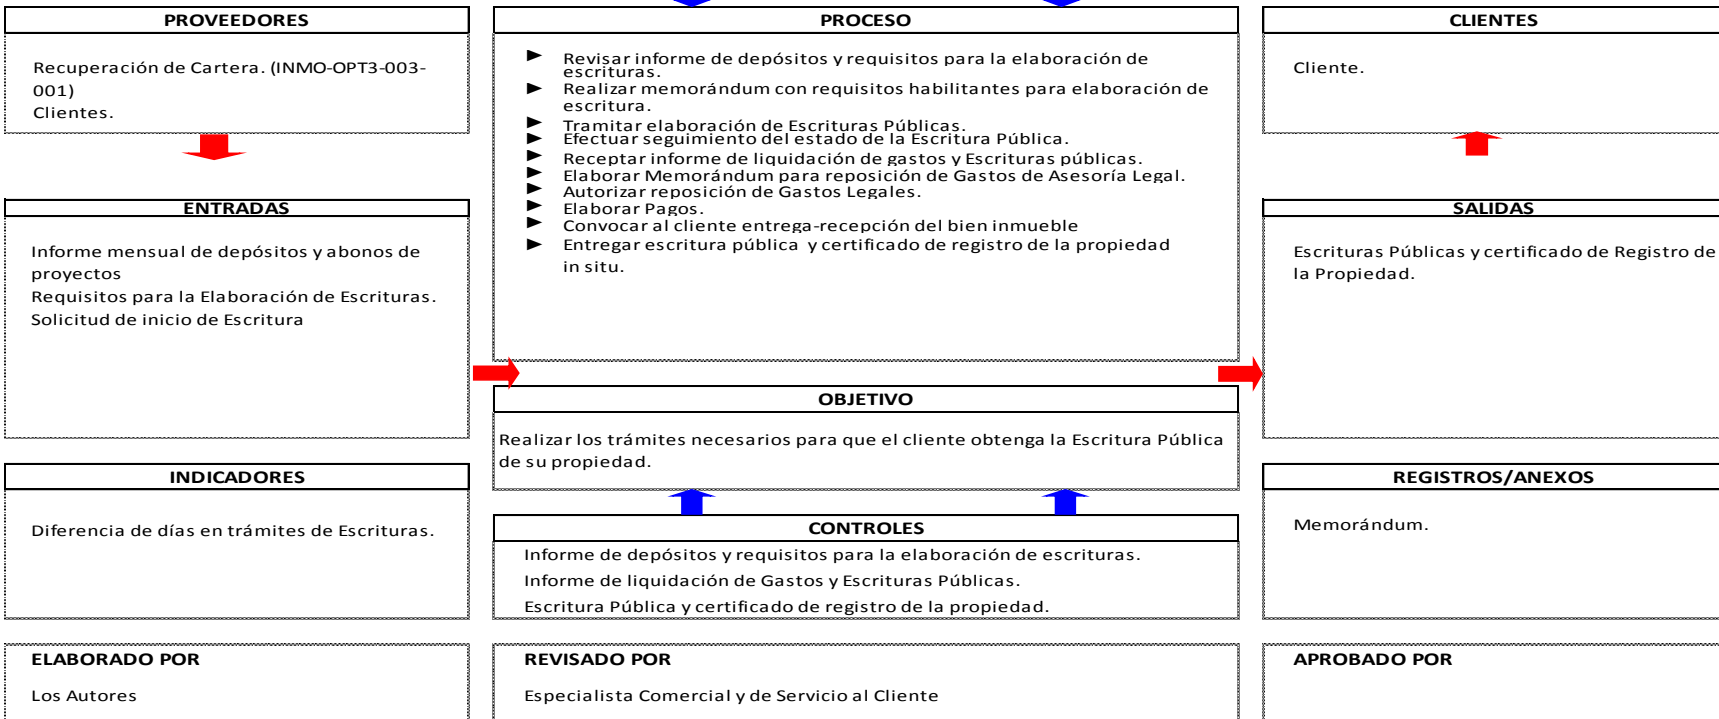 PROVEEDORES
Recuperación de Cartera. (INMO-OPT3-003-
001)
Clientes.
ENTRADAS
Informe mensual de depósitos y abonos de
proyectos
Requisitos para la Elaboración de Escrituras.
Solicitud de inicio de Escritura
INDICADORES
Diferencia de días en trámites de Escrituras.
PROCESO
► Revisar informe de depósitos y requisitos para la elaboración de
escrituras.
► Realizar memorándum con requisitos habilitantes para elaboración de
escritura.
► Tramitar elaboración de Escrituras Públicas.
► Efectuar seguimiento del estado de la Escritura Pública.
► Receptar informe de liquidación de gastos y Escrituras públicas.
► Elaborar Memorándum para reposición de Gastos de Asesoría Legal.
► Autorizar reposición de Gastos Legales.
► Elaborar Pagos.
► Convocar al cliente entrega-recepción del bien inmueble
► Entregar escritura pública y certificado de registro de la propiedad
in situ.
OBJETIVO
Realizar los trámites necesarios para que el cliente obtenga la Escritura Pública
de su propiedad.
CONTROLES
Informe de depósitos y requisitos para la elaboración de escrituras.
Informe de liquidación de Gastos y Escrituras Públicas.
Escritura Pública y certificado de registro de la propiedad.
CLIENTES
Cliente.
SALIDAS
Escrituras Públicas y certificado de Registro de
la Propiedad.
REGISTROS/ANEXOS
Memorándum.
ELABORADO POR
Los Autores
REVISADO POR
Especialista Comercial y de Servicio al Cliente
APROBADO POR